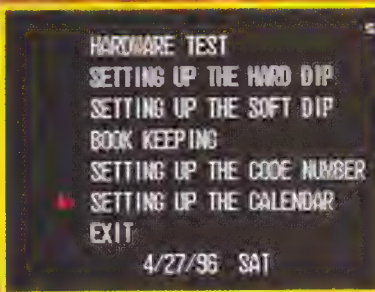 HARDWARE TEST
SETTING UP THE HARD DIP
SETTING UP THE SOFT DIP
BOOK KEEPING
SETTING UP THE CODE NUMBER
SETTING UP THE CALENDAR
EXIT
4/27/96 SAT